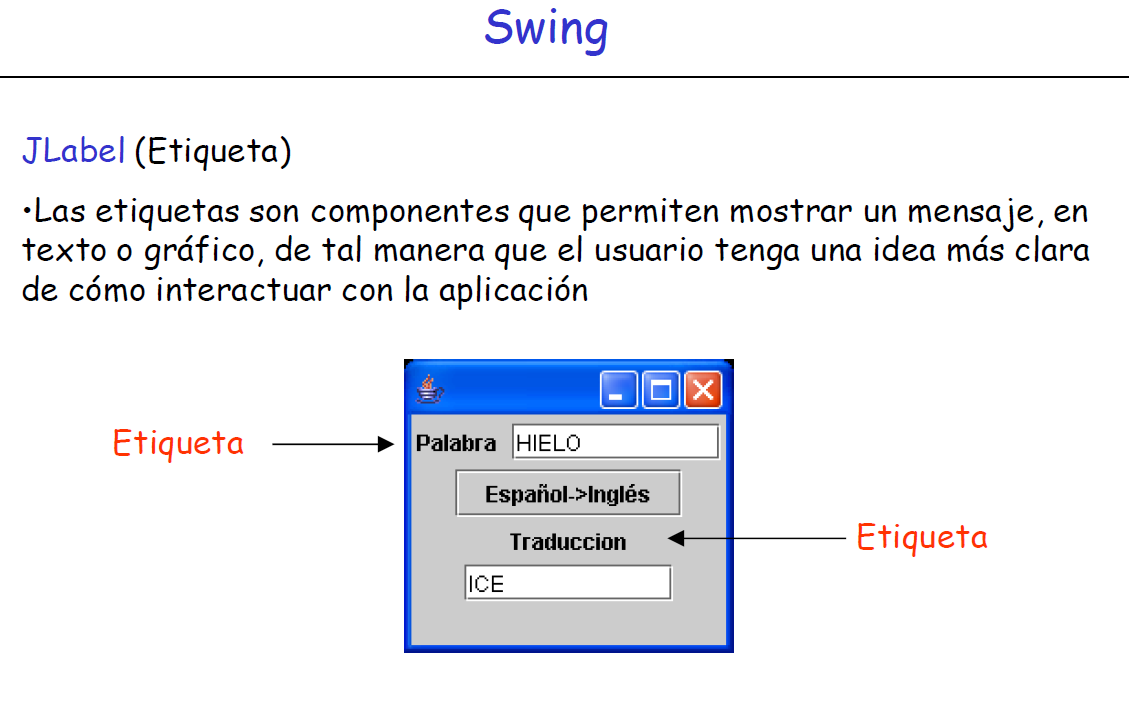 Swing
JLabel (Etiqueta)
•Las etiquetas son componentes que permiten mostrar un mensaje, en
texto o gráfico, de tal manera que el usuario tenga una idea más clara
de cómo interactuar con la aplicación
Etiqueta
Palabra HIELO
Español->Inglés
Traduccion
Etiqueta
ICE